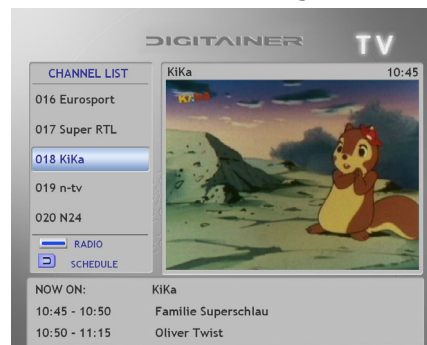 DIGITAINER
TV
CHANNEL LIST
KiKa 10:45
016 Eurosport
017 Super RTL
018 KiKa
019 n-tv
020 N24
RADIO
SCHEDULE
NOW ON: KiKa
10:45 - 10:50 Familie Superschlau
10:50 - 11:15 Oliver Twist